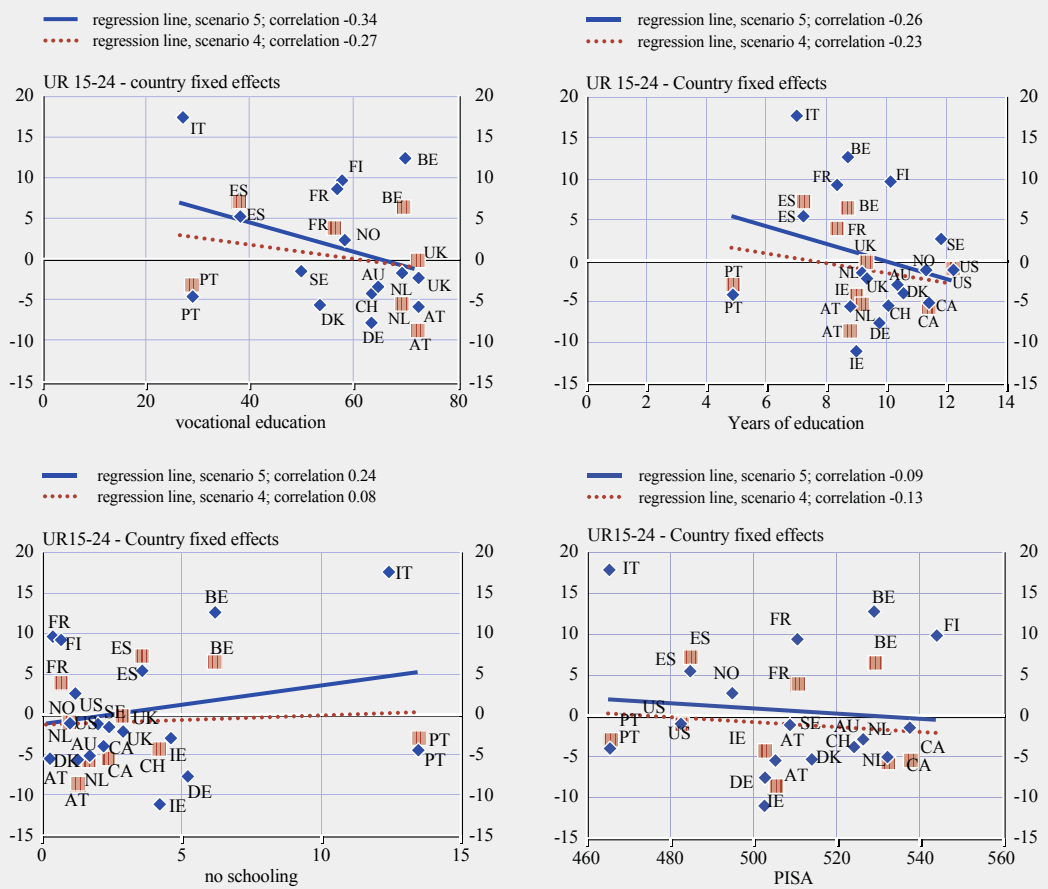 regression line, scenario 5; correlation -0.34
regression line, scenario 4; correlation -0.27
UR 15-24 - country fixed effects
20 20
15 15
10 10
5 5
0 0
-5 -5
-10 -10
-15 -15
IT
FI
BE
ES
FR
BE
ES
FR
NO
UK
PT
SE
AU
NL
UK
PT
DK
CH
NL
AT
DE
AT
0 20 40 60 80
vocational education
regression line, scenario 5; correlation -0.26
regression line, scenario 4; correlation -0.23
UR 15-24 - Country fixed effects
20 20
15 15
10 10
5 5
0 0
-5 -5
-10 -10
-15 -15
IT
BE
FR
FI
ES
BE
ES
FR
UK
SE
PT
NL
NO
US
AU
US
IE
UK
DK
PT
AT
NL
CH
CA
CA
AT
DE
IE
0 2 4 6 8 10 12 14
Years of education
regression line, scenario 5; correlation 0.24
regression line, scenario 4; correlation 0.08
UR15-24 - Country fixed effects
20 20
15 15
10 10
5 5
0 0
-5 -5
-10 -10
-15 -15
IT
BE
FR
FI
ES
BE
FR
ES
NO
US
SE
UK
NL
US
UK
PT
AU
CA
IE
DK
CH
PT
AT
NL
CA
AT
DE
IE
0 5 10 15
no schooling
regression line, scenario 5; correlation -0.09
regression line, scenario 4; correlation -0.13
UR15-24 - Country fixed effects
20 20
15 15
10 10
5 5
0 0
-5 -5
-10 -10
-15 -15
IT
BE
FR
FI
ES
BE
ES
NO
FR
US
PT
SE
AU
NL
PT
US
IE
AT
CH
CA
DK
NL
CA
DE
AT
IE
460 480 500 520 540 560
PISA